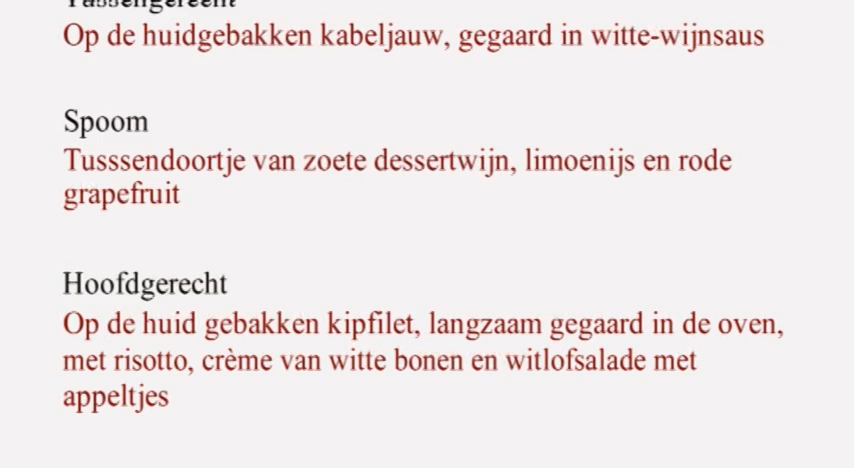 Op de huidgebakken kabeljauw, gegaard in witte-wijnsaus
Spoom
Tusssendoortje van zoete dessertwijn, limoenijs en rode
grapefruit
Hoofdgerecht
Op de huid gebakken kipfilet, langzaam gegaard in de oven,
met risotto, crème van witte bonen en witlofsalade met
appeltjes